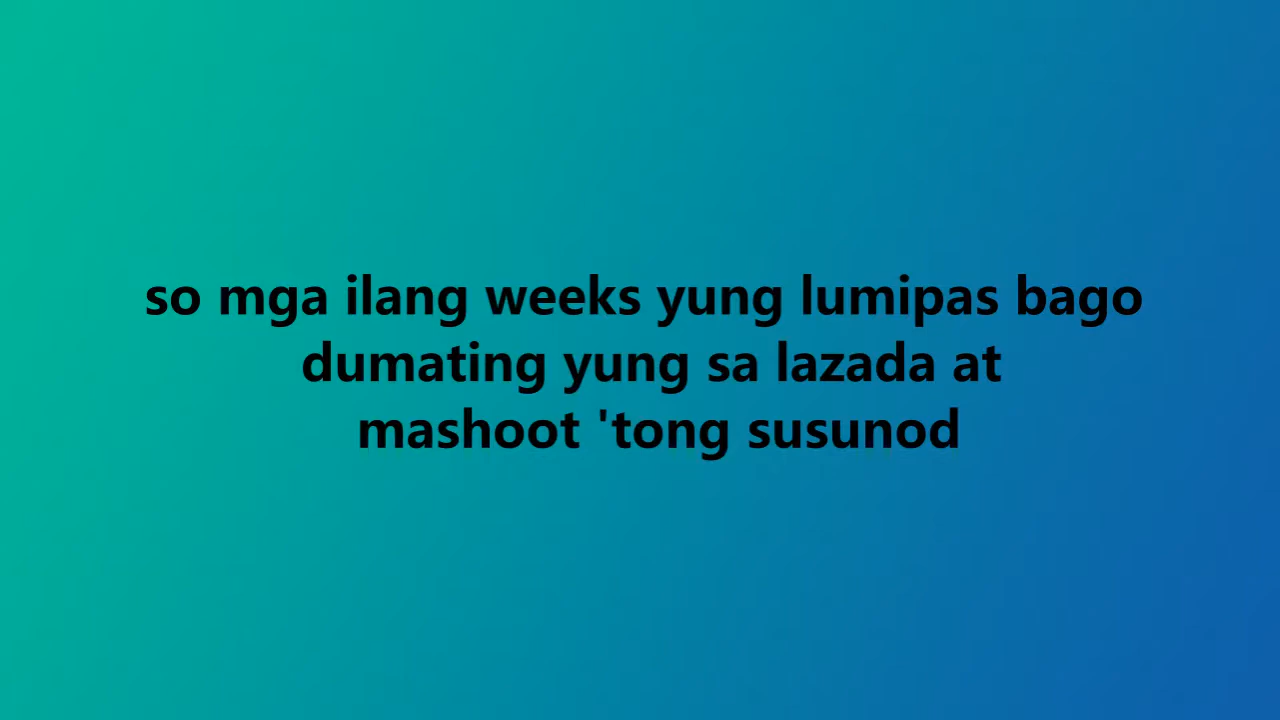 so mga ilang weeks yung lumipas bago
dumating yung sa lazada at
mashoot 'tong susunod